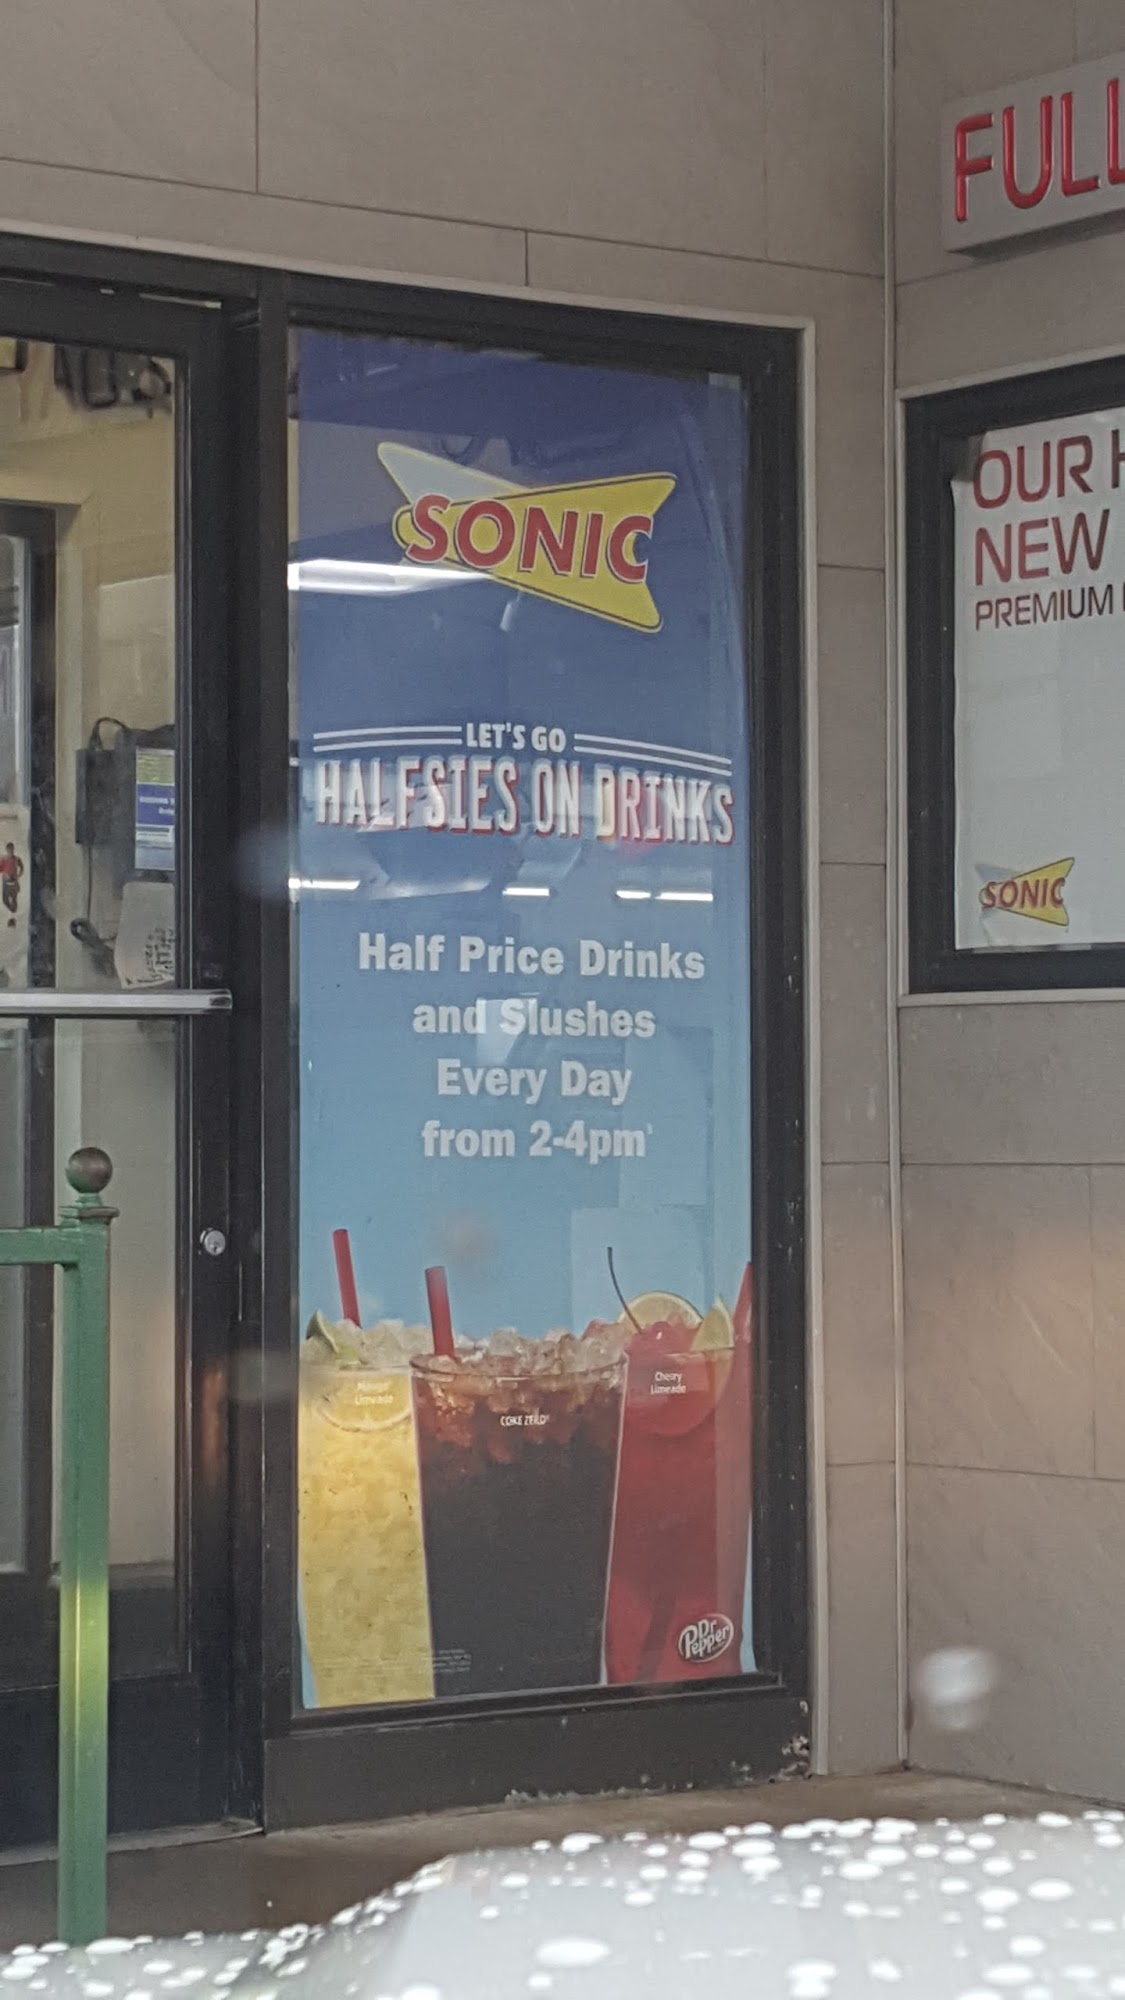 FULL
SONIC
LET'S GO
HALFSIES ON DRINKS
Half Price Drinks
and Slushes
Every Day
from 2-4pm
Limeade
COKE ZERO
Cherry
Limeade
Dr
Pepper
OUR
NEW
PREMIUM
SONIC